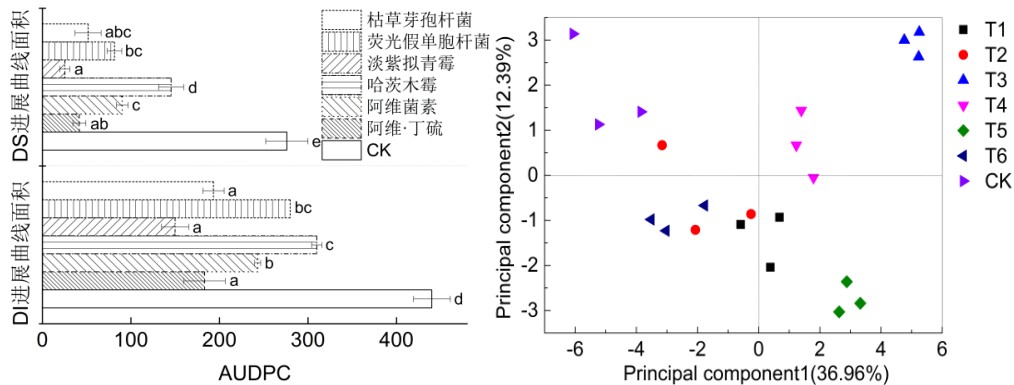 DS进展曲线面积
DI进展曲线面积
abc
bc
a
d
c
ab
e
a
bc
a
c
b
a
d
枯草芽孢杆菌
荧光假单胞杆菌
淡紫拟青霉
哈茨木霉
阿维菌素
阿维·丁硫
CK
0
100
200
300
400
AUDPC
Principal component2(12.39%)
3
2
1
0
-1
-2
-3
-6
-4
-2
0
2
4
6
Principal component1(36.96%)
T1
T2
T3
T4
T5
T6
CK